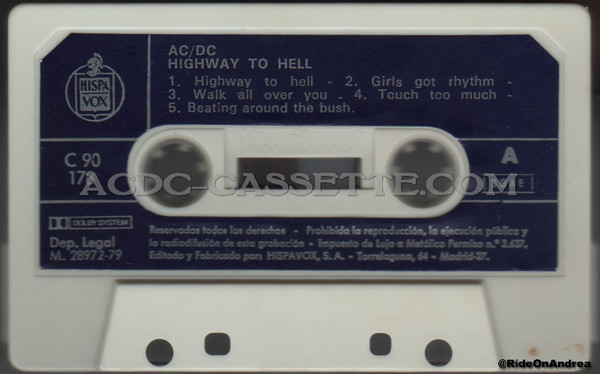 AC/DC
HIGHWAY TO HELL
1. Highway to hell - 2. Girls got rhythm -
3. Walk all over you - 4. Touch too much -
5. Beating around the bush.
HISPA
VOX
C 90
A
ACDC-CASSETTE.COM
DOLBY SYSTEM
Dep. Legal
M. 28972-79
Reservados todos los derechos - Prohibida la reproducción, la ejecución pública y
la radiodifusión de esta grabación - Impuesto de Lujo a Metálico Permiso n.º 3.637.
Editado y Fabricado por: HISPAVOX, S. A. - Torrelaguna, 64 - Madrid-27.
@RideOnAndrea